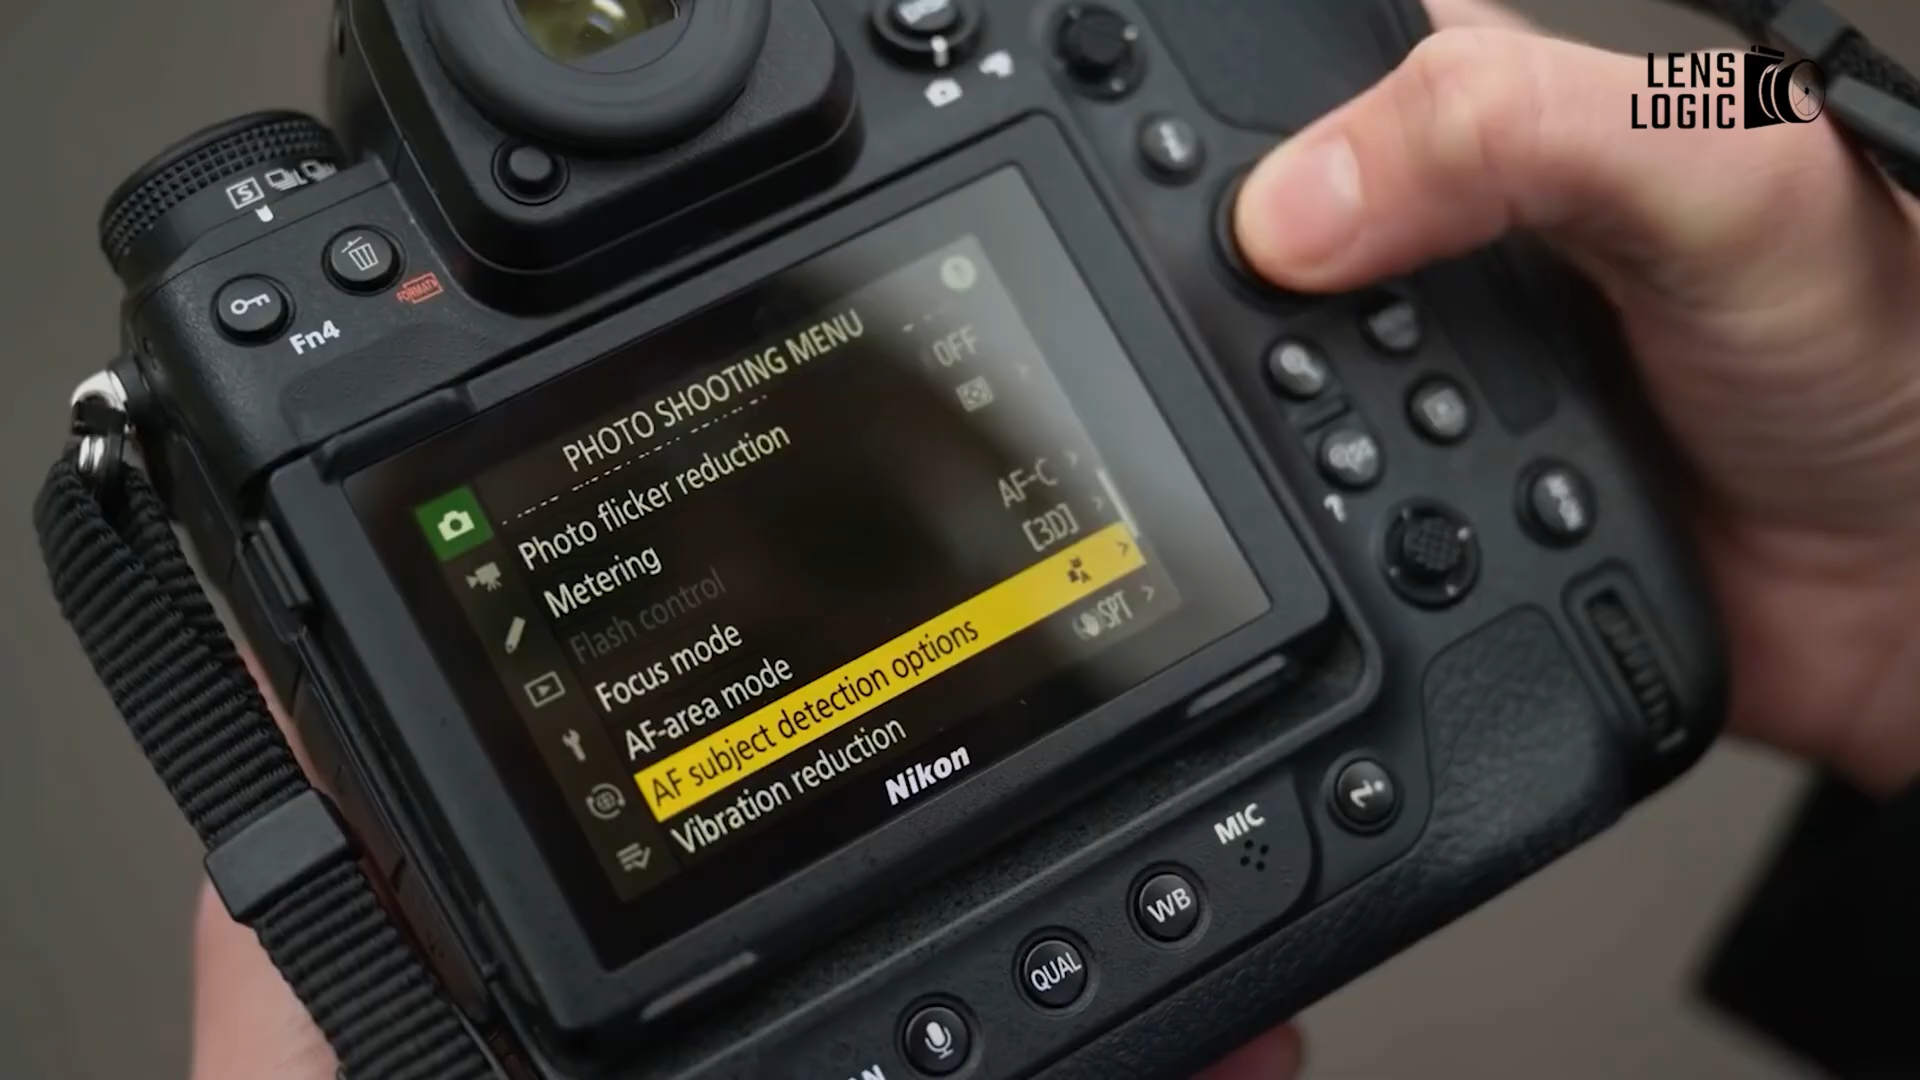 LENS
LOGIC
S
FORMAT
Fn4
PHOTO SHOOTING MENU
Photo flicker reduction OFF
Metering
Flash control
Focus mode AF-C
AF-area mode [3D]
AF subject detection options
Vibration reduction SPT
Nikon
MIC
WB
QUAL